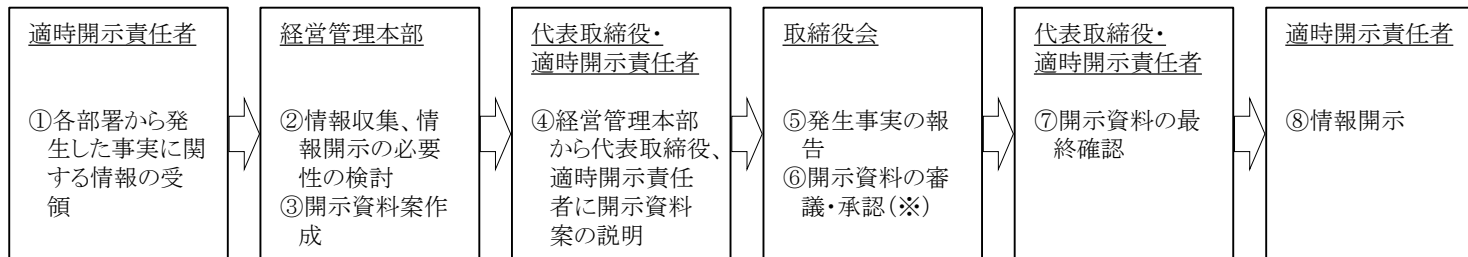 適時開示責任者
①各部署から発
生した事実に関
する情報の受
領
経営管理本部
②情報収集、情
報開示の必要
性の検討
③開示資料案作
成
代表取締役・
適時開示責任者
④経営管理本部
から代表取締役、
適時開示責任
者に開示資料
案の説明
取締役会
⑤発生事実の報
告
⑥開示資料の審
議・承認(※)
代表取締役・
適時開示責任者
⑦開示資料の最
終確認
適時開示責任者
⑧情報開示